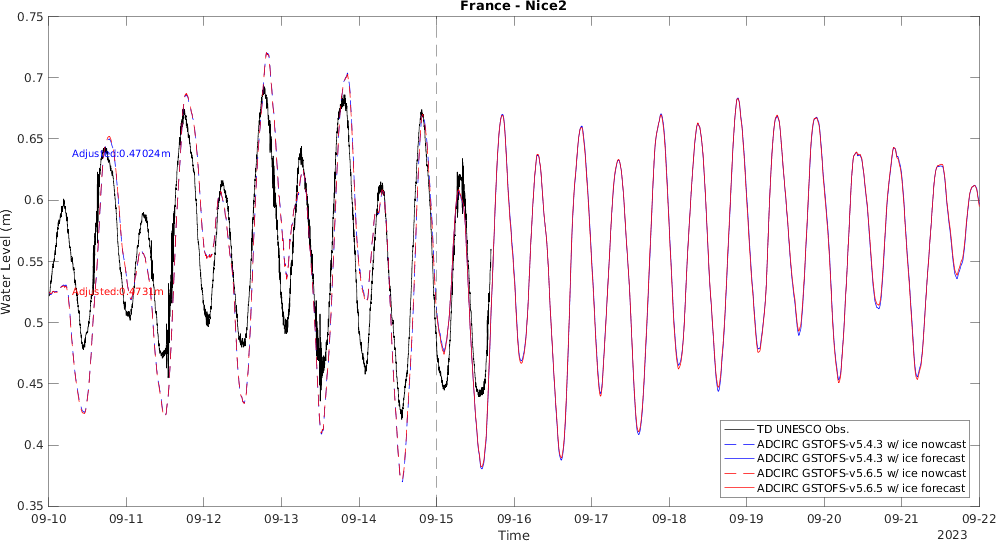 France - Nice2
0.75
0.7
0.65
0.6
0.55
0.5
0.45
0.4
0.35
Water Level (m)
Adjusted:0.47024m
Adjusted:0.4731m
TD UNESCO Obs.
ADCIRC GSTOFS-v5.4.3 w/ ice nowcast
ADCIRC GSTOFS-v5.4.3 w/ ice forecast
ADCIRC GSTOFS-v5.6.5 w/ ice nowcast
ADCIRC GSTOFS-v5.6.5 w/ ice forecast
09-10 09-11 09-12 09-13 09-14 09-15 09-16 09-17 09-18 09-19 09-20 09-21 09-22
Time
2023